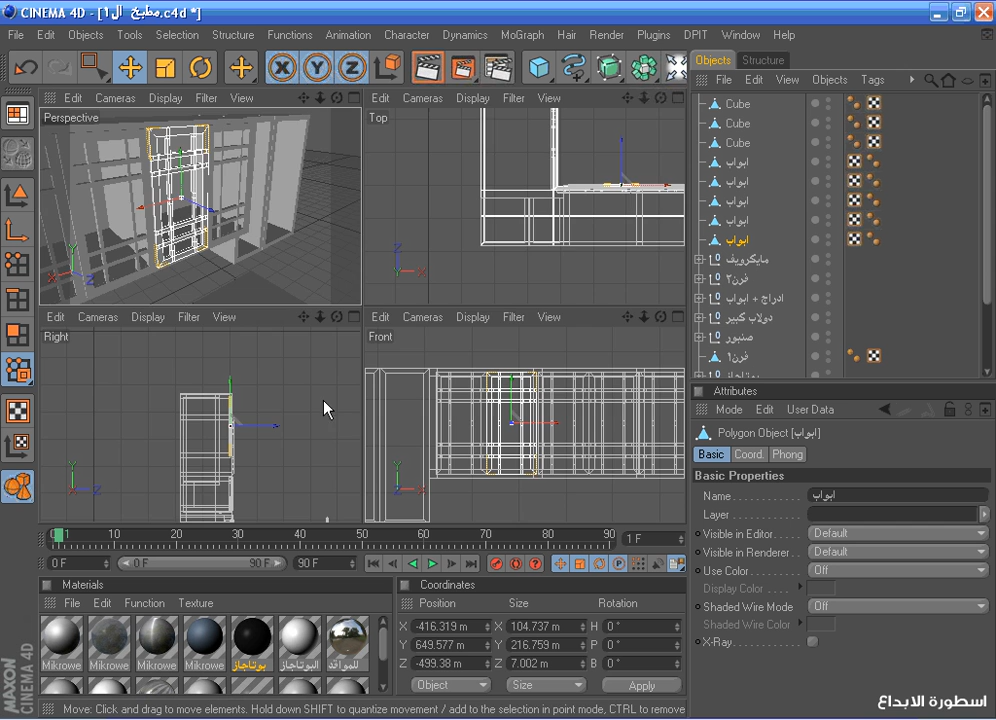 CINEMA 4D - [مطبخ ال1.c4d *]
File Edit Objects Tools Selection Structure Functions Animation Character Dynamics MoGraph Hair Render Plugins DPIT Window Help
Objects Structure
File Edit View Objects Tags
Edit Cameras Display Filter View
Perspective
Edit Cameras Display Filter View
Top
Edit Cameras Display Filter View
Right
Edit Cameras Display Filter View
Front
Cube
Cube
Cube
ابواب
ابواب
ابواب
ابواب
ابواب
مايكرويف
فرن٢
ادراج + ابواب
دولاب كبير
صنبور
فرن١
Attributes
Mode Edit User Data
Polygon Object [ابواب]
Basic Coord. Phong
Basic Properties
Name ابواب
Layer
Visible in Editor Default
Visible in Renderer Default
Use Color Off
Display Color
Shaded Wire Mode Off
Shaded Wire Color
X-Ray
0 10 20 30 40 50 60 70 80 90 1 F
0 F 0 F 90 F 90 F
Materials
File Edit Function Texture
Mikrowe Mikrowe Mikrowe Mikrowe بوتاجاز البوتاجاز للمواقد
Coordinates
Position Size Rotation
X -416.319 m X 104.737 m H 0 °
Y 649.577 m Y 216.759 m P 0 °
Z -499.38 m Z 7.002 m B 0 °
Object Size Apply
Move: Click and drag to move elements. Hold down SHIFT to quantize movement / add to the selection in point mode, CTRL to remove
MAXON
CINEMA 4D
اسطورة الابداع